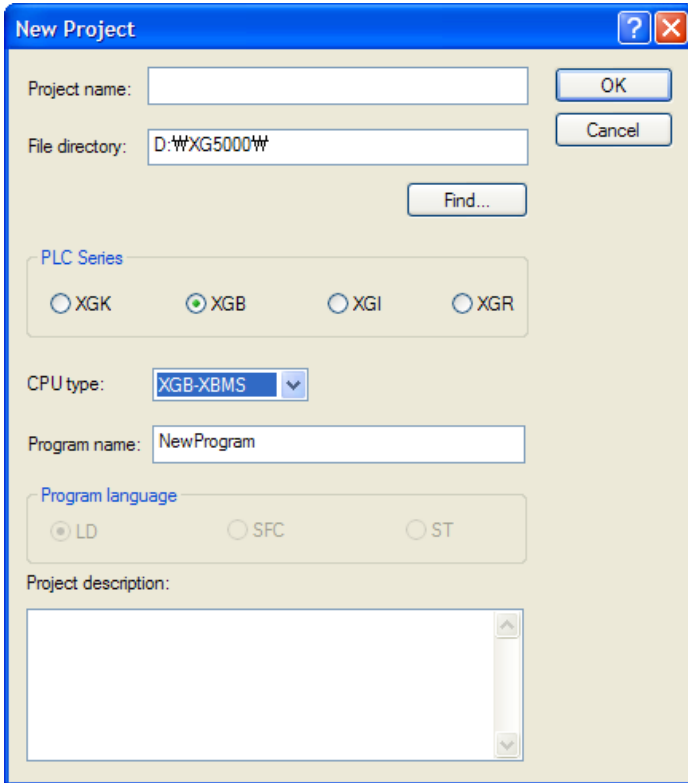 New Project
Project name:
OK
File directory: D:₩XG5000₩
Cancel
Find...
PLC Series
XGK XGB XGI XGR
CPU type: XGB-XBMS
Program name: NewProgram
Program language
LD SFC ST
Project description: